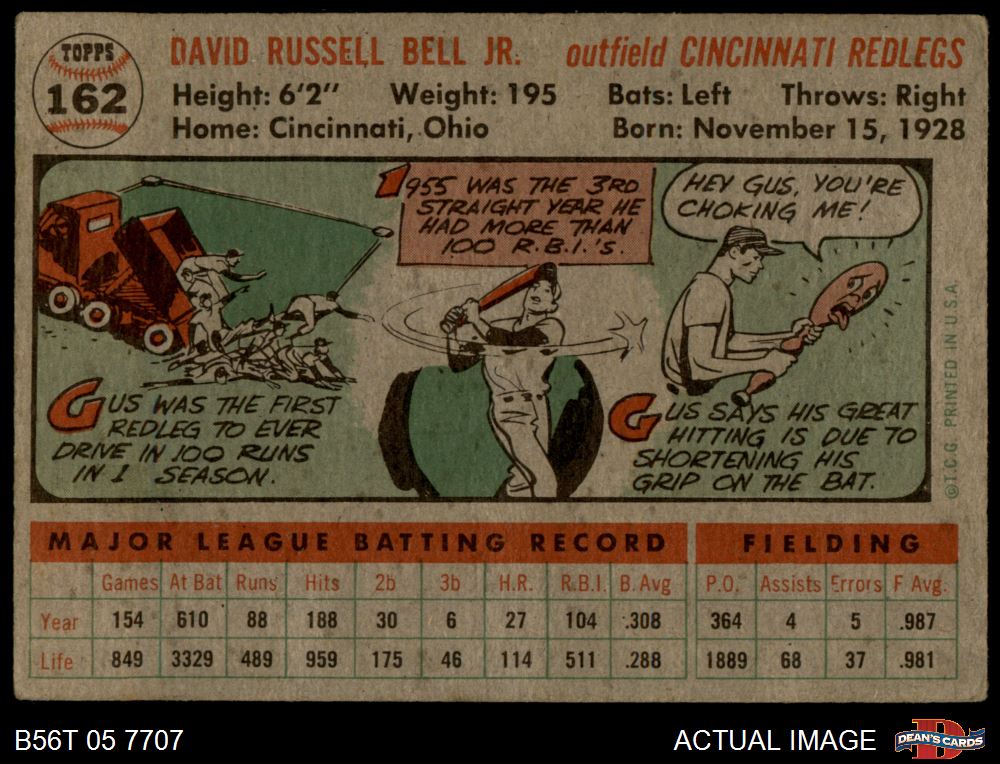 TOPPS
162
DAVID RUSSELL BELL JR. outfield CINCINNATI REDLEGS
Height: 6'2" Weight: 195 Bats: Left Throws: Right
Home: Cincinnati, Ohio Born: November 15, 1928
GUS WAS THE FIRST
REDLEG TO EVER
DRIVE IN 100 RUNS
IN 1 SEASON.
1955 WAS THE 3RD
STRAIGHT YEAR HE
HAD MORE THAN
100 R.B.I.'S.
HEY GUS, YOU'RE
CHOKING ME!
GUS SAYS HIS GREAT
HITTING IS DUE TO
SHORTENING HIS
GRIP ON THE BAT.
© T.C.G. PRINTED IN U.S.A.
MAJOR LEAGUE BATTING RECORD FIELDING
Games At Bat Runs Hits 2b 3b H.R. R.B.I. B. Avg P.O. Assists Errors F Avg.
Year 154 610 88 188 30 6 27 104 .308 364 4 5 .987
Life 849 3329 489 959 175 46 114 511 .288 1889 68 37 .981
B56T 05 7707 ACTUAL IMAGE DEAN'S CARDS